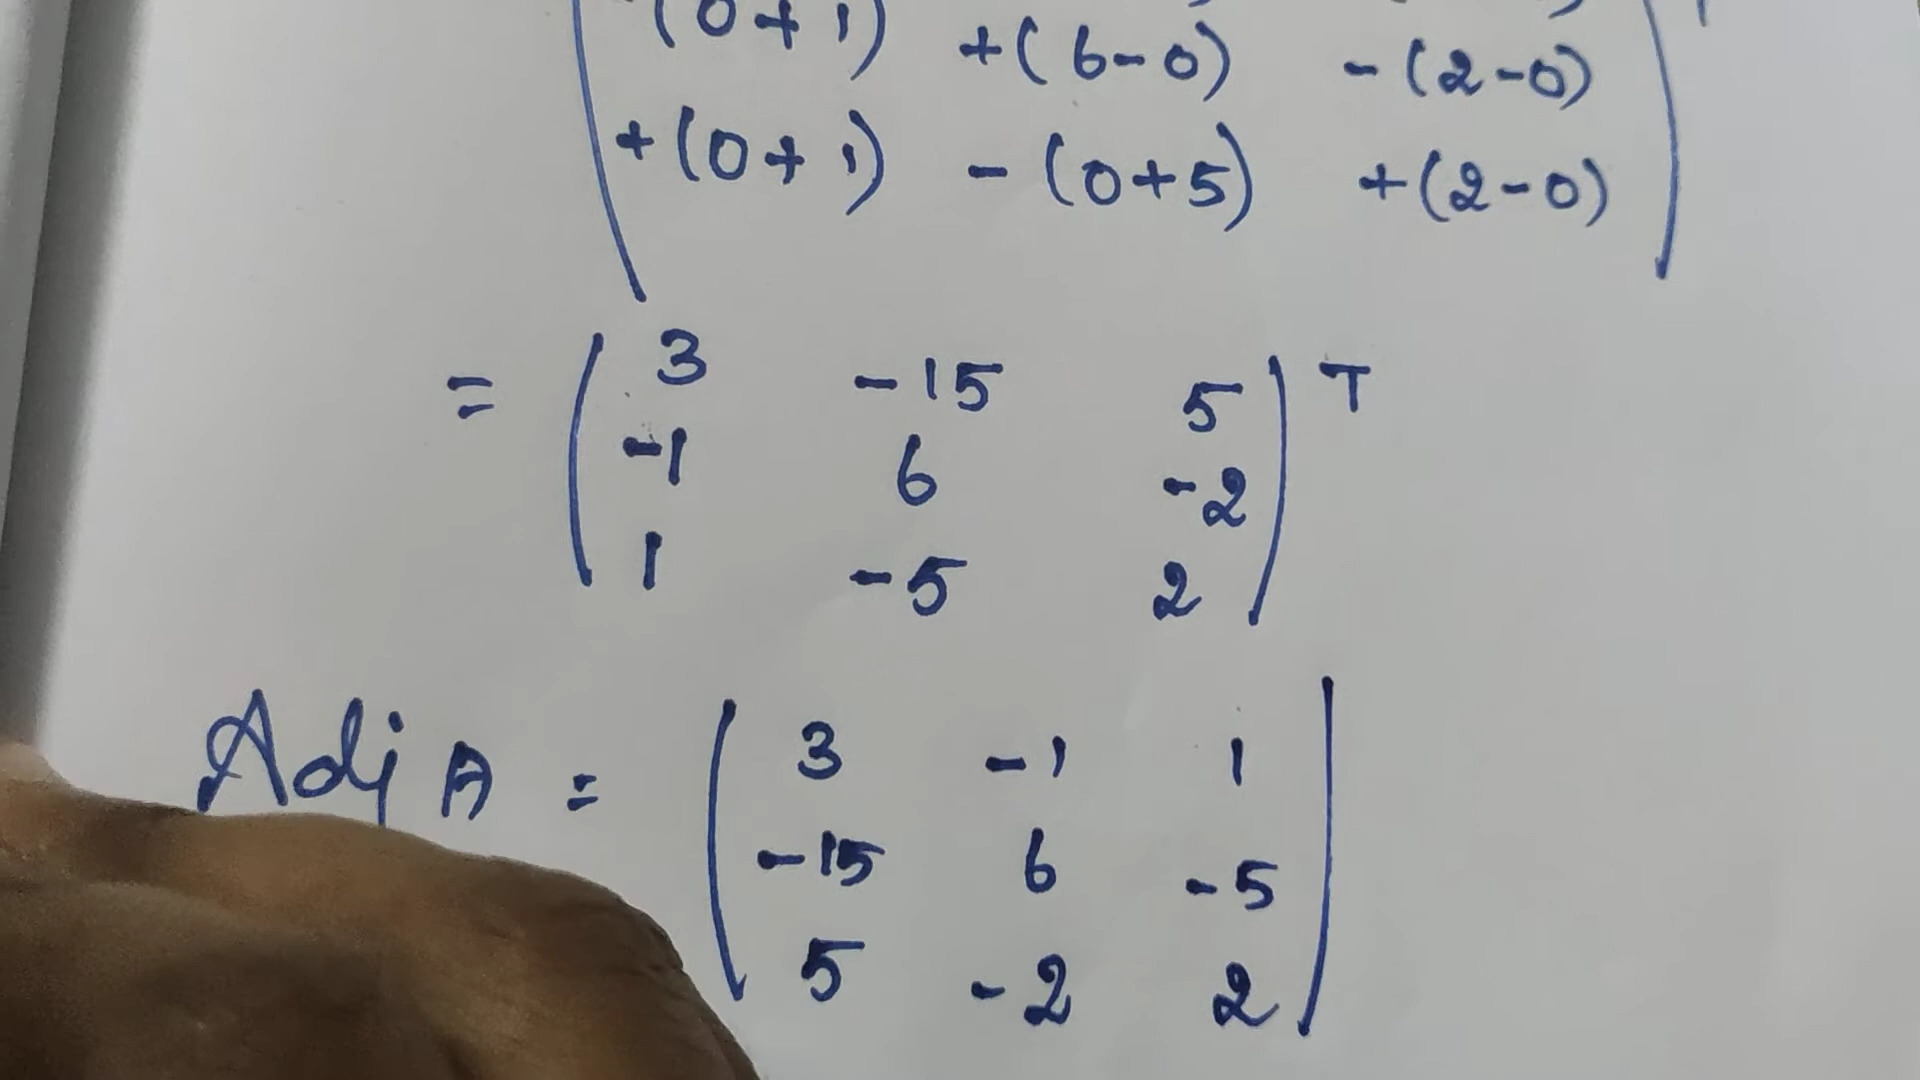 (0+1) +(6-0) -(2-0)
+(0+1) -(0+5) +(2-0)
= ( 3 -15 5 ) T
-1 6 -2
1 -5 2
Adj A = ( 3 -1 1 |
-15 6 -5
5 -2 2